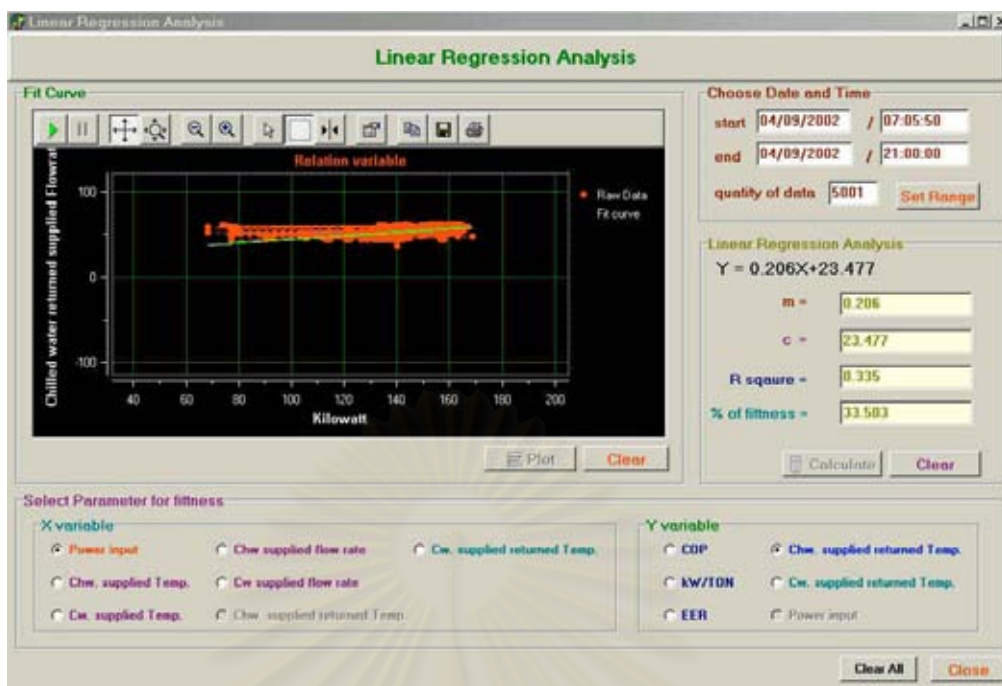 Linear Regression Analysis
Linear Regression Analysis
Fit Curve
Relation variable
Chilled water returned supplied Flowrat
100
0
-100
40 60 80 100 120 140 160 180 200
Kilowatt
Raw Data
Fit curve
Plot Clear
Choose Date and Time
start 04/09/2002 / 07:05:50
end 04/09/2002 / 21:00:00
quality of data 5001 Set Range
Linear Regression Analysis
Y = 0.206X+23.477
m = 0.206
c = 23.477
R sqaure = 0.335
% of fittness = 33.503
Calculate Clear
Select Parameter for fittness
X variable
Power input Chw supplied flow rate Cw. supplied returned Temp.
Chw. supplied Temp. Cw supplied flow rate
Cw. supplied Temp. Chw. supplied returned Temp.
Y variable
COP Chw. supplied returned Temp.
kW/TON Cw. supplied returned Temp.
EER Power input
Clear All Close